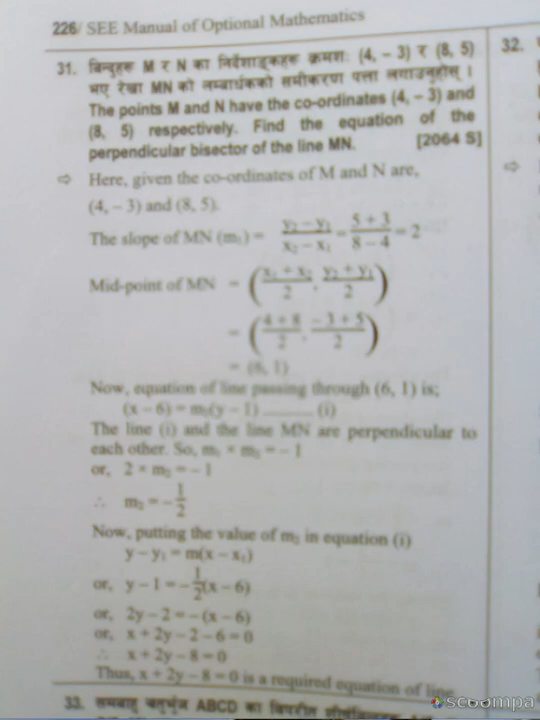 226/ SEE Manual of Optional Mathematics
31. बिन्दुहरू M र N का निर्देशाङ्कहरू क्रमशः (4, – 3) र (8, 5)
भए रेखा MN को लम्बार्धकको समीकरण पत्ता लगाउनुहोस् ।
The points M and N have the co-ordinates (4, – 3) and
(8, 5) respectively. Find the equation of the
perpendicular bisector of the line MN. [2064 S]
⇨ Here, given the co-ordinates of M and N are,
(4, – 3) and (8, 5).
The slope of MN (m₁) = (y₂ – y₁)/(x₂ – x₁) = (5 + 3)/(8 – 4) = 2
Mid-point of MN = ((x₁ + x₂)/2, (y₂ + y₁)/2)
= ((4 + 8)/2, (– 3 + 5)/2)
= (6, 1)
Now, equation of line passing through (6, 1) is;
(x – 6) = m₂(y – 1) ______ (i)
The line (i) and the line MN are perpendicular to
each other. So, m₁ × m₂ = – 1
or, 2 × m₂ = – 1
∴ m₂ = – 1/2
Now, putting the value of m₂ in equation (i)
y – y₁ = m(x – x₁)
or, y – 1 = – 1/2(x – 6)
or, 2y – 2 = – (x – 6)
or, x + 2y – 2 – 6 = 0
∴ x + 2y – 8 = 0
Thus, x + 2y – 8 = 0 is a required equation of
33. समबाहु चतुर्भुज ABCD का विपरीत
32.
⇨
scoompa